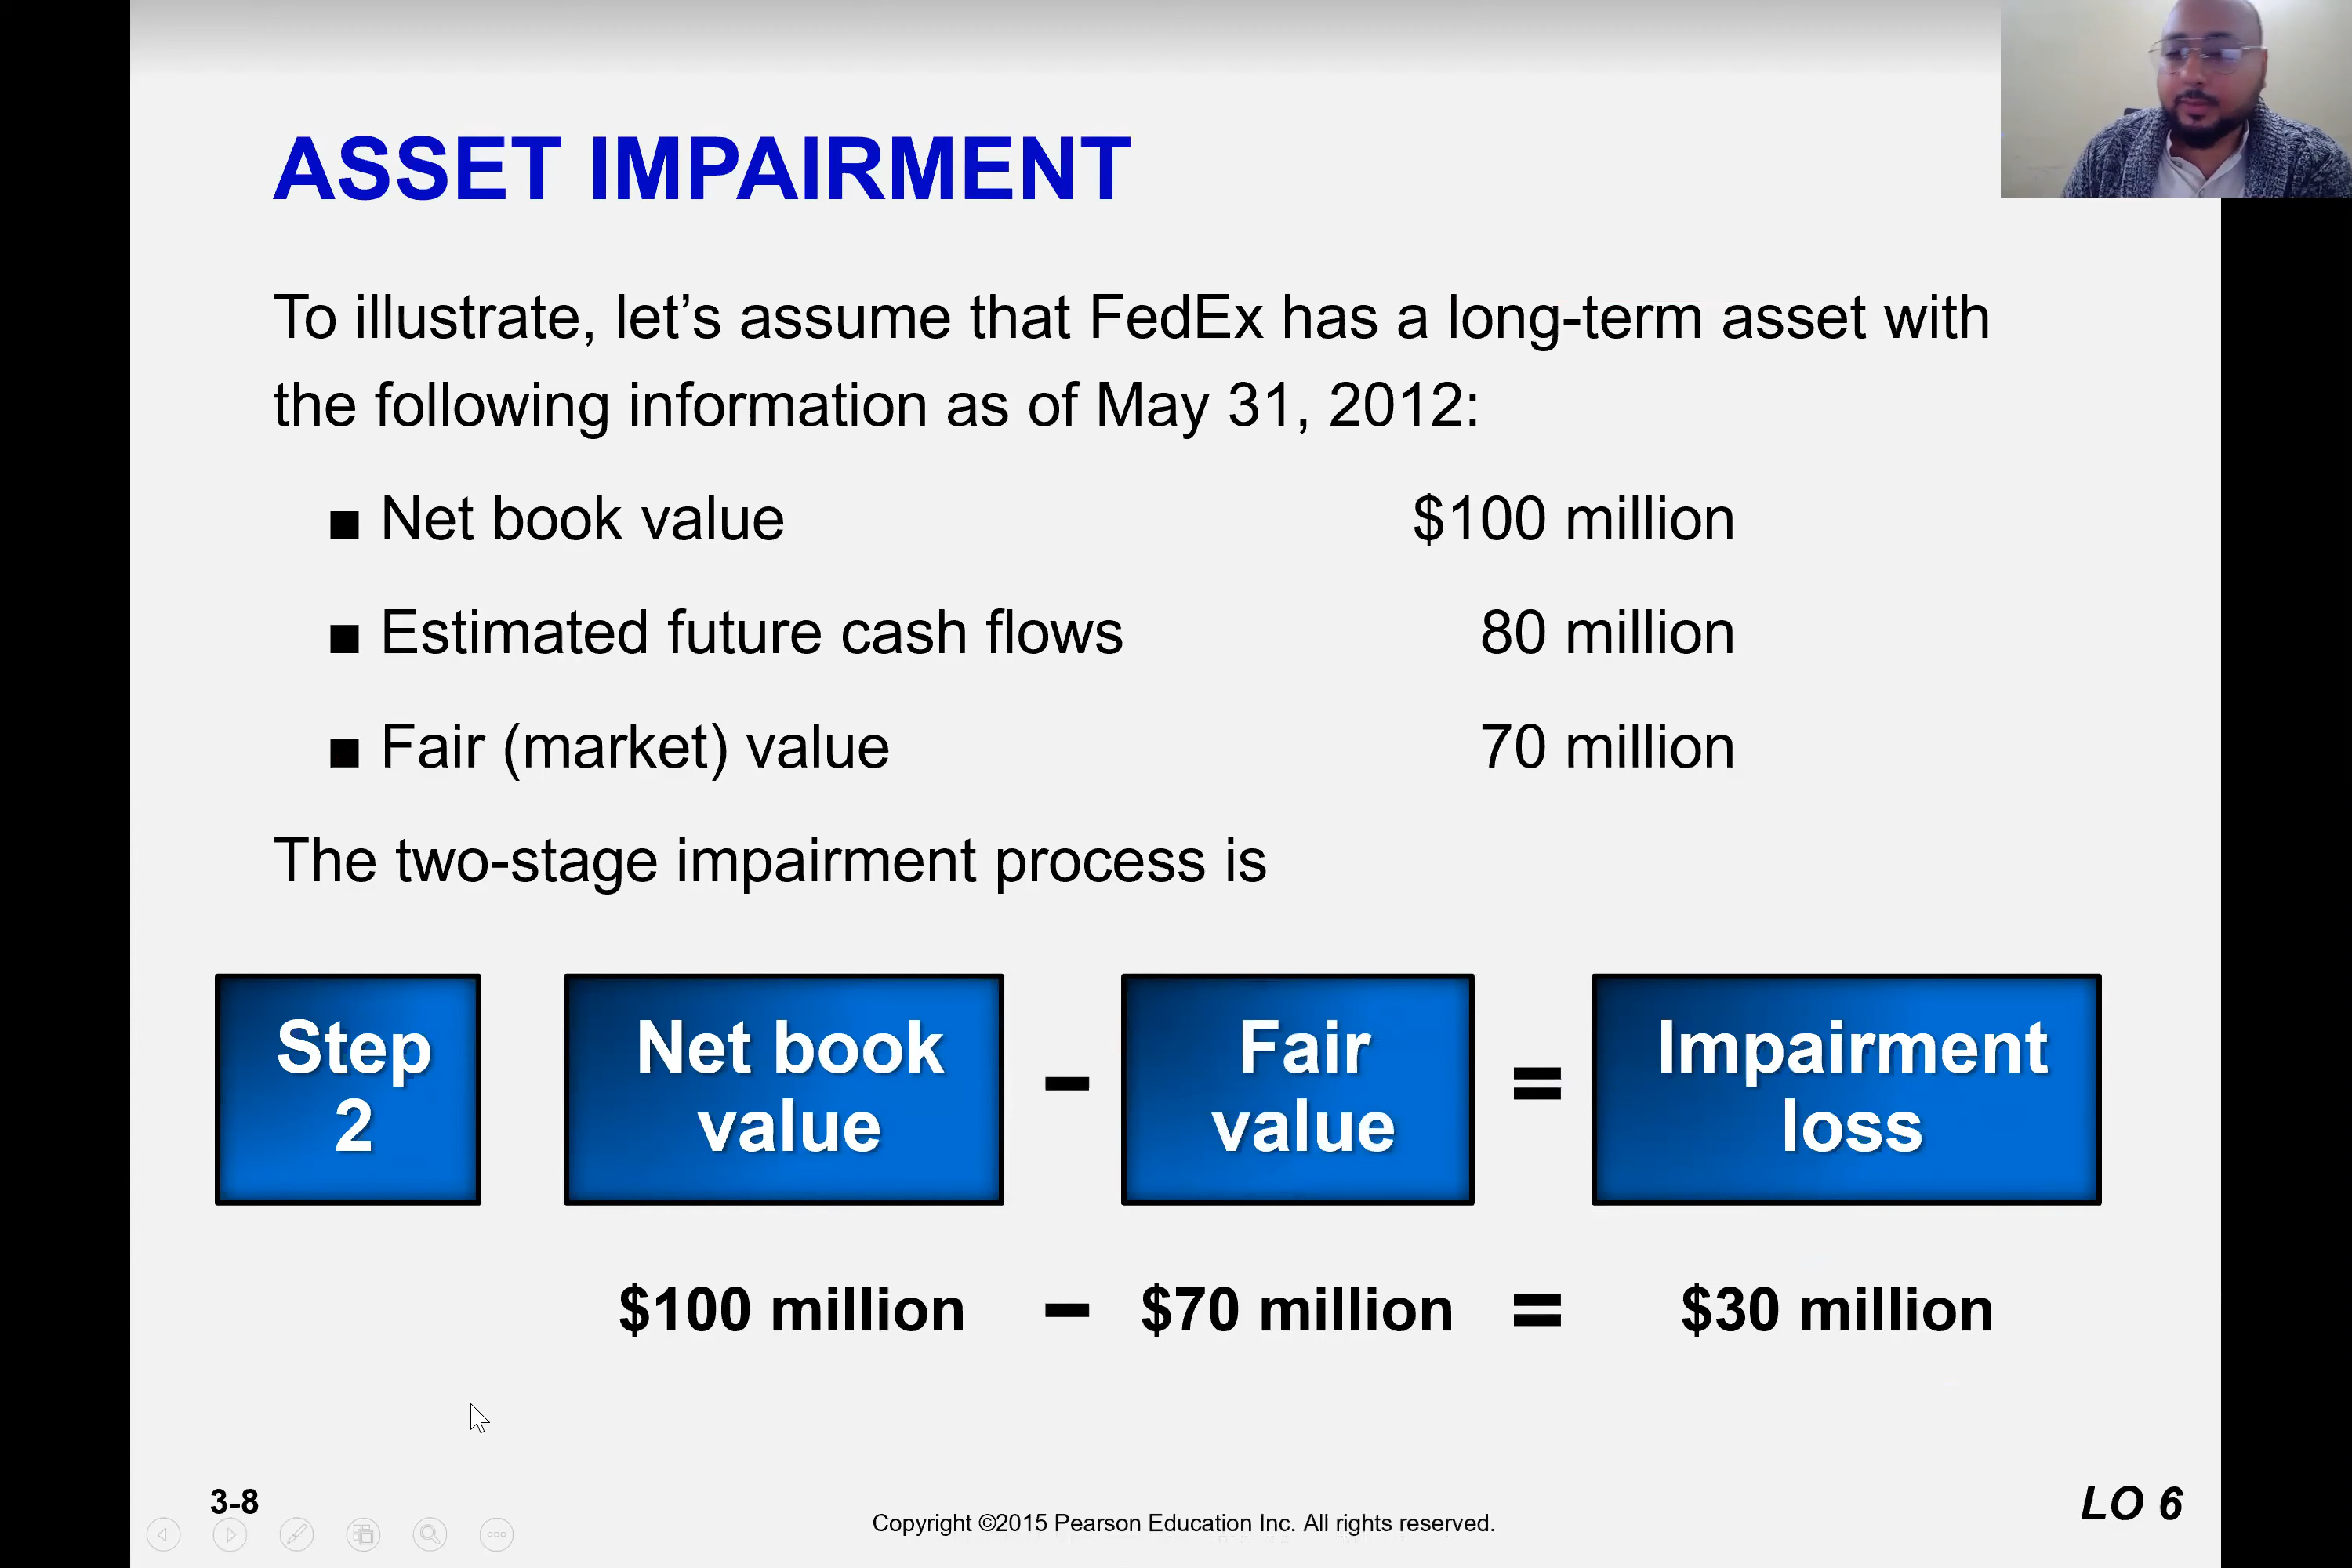 ASSET IMPAIRMENT
To illustrate, let’s assume that FedEx has a long-term asset with
the following information as of May 31, 2012:
■ Net book value $100 million
■ Estimated future cash flows 80 million
■ Fair (market) value 70 million
The two-stage impairment process is
Step
2
Net book
value
–
Fair
value
=
Impairment
loss
$100 million – $70 million = $30 million
3-8
Copyright ©2015 Pearson Education Inc. All rights reserved.
LO 6